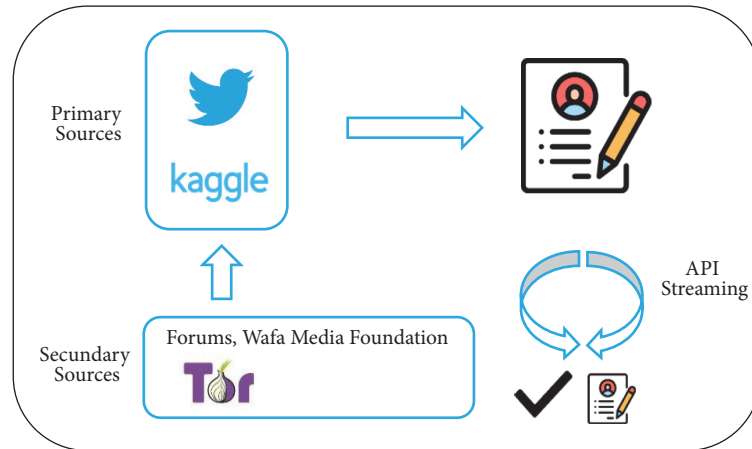 Primary
Sources
kaggle
API
Streaming
Forums, Wafa Media Foundation
Secundary
Sources
Tor